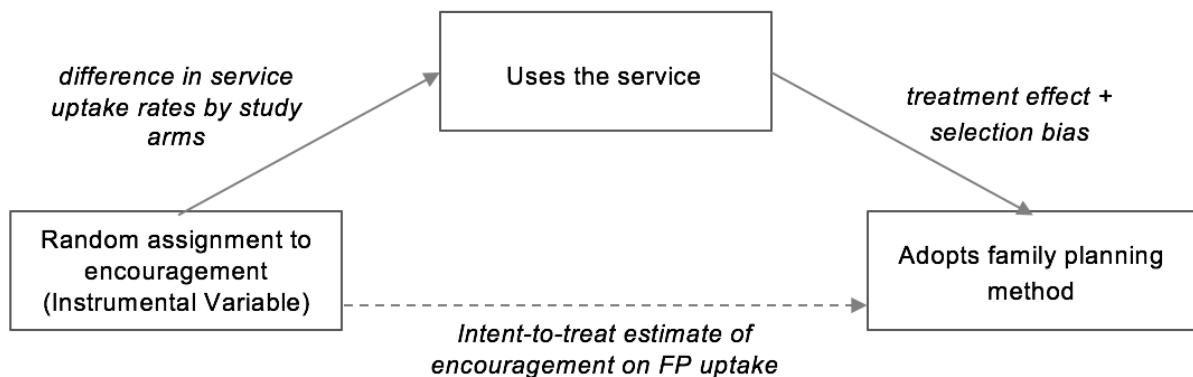 difference in service
uptake rates by study
arms
Uses the service
treatment effect +
selection bias
Random assignment to
encouragement
(Instrumental Variable)
Adopts family planning
method
Intent-to-treat estimate of
encouragement on FP uptake